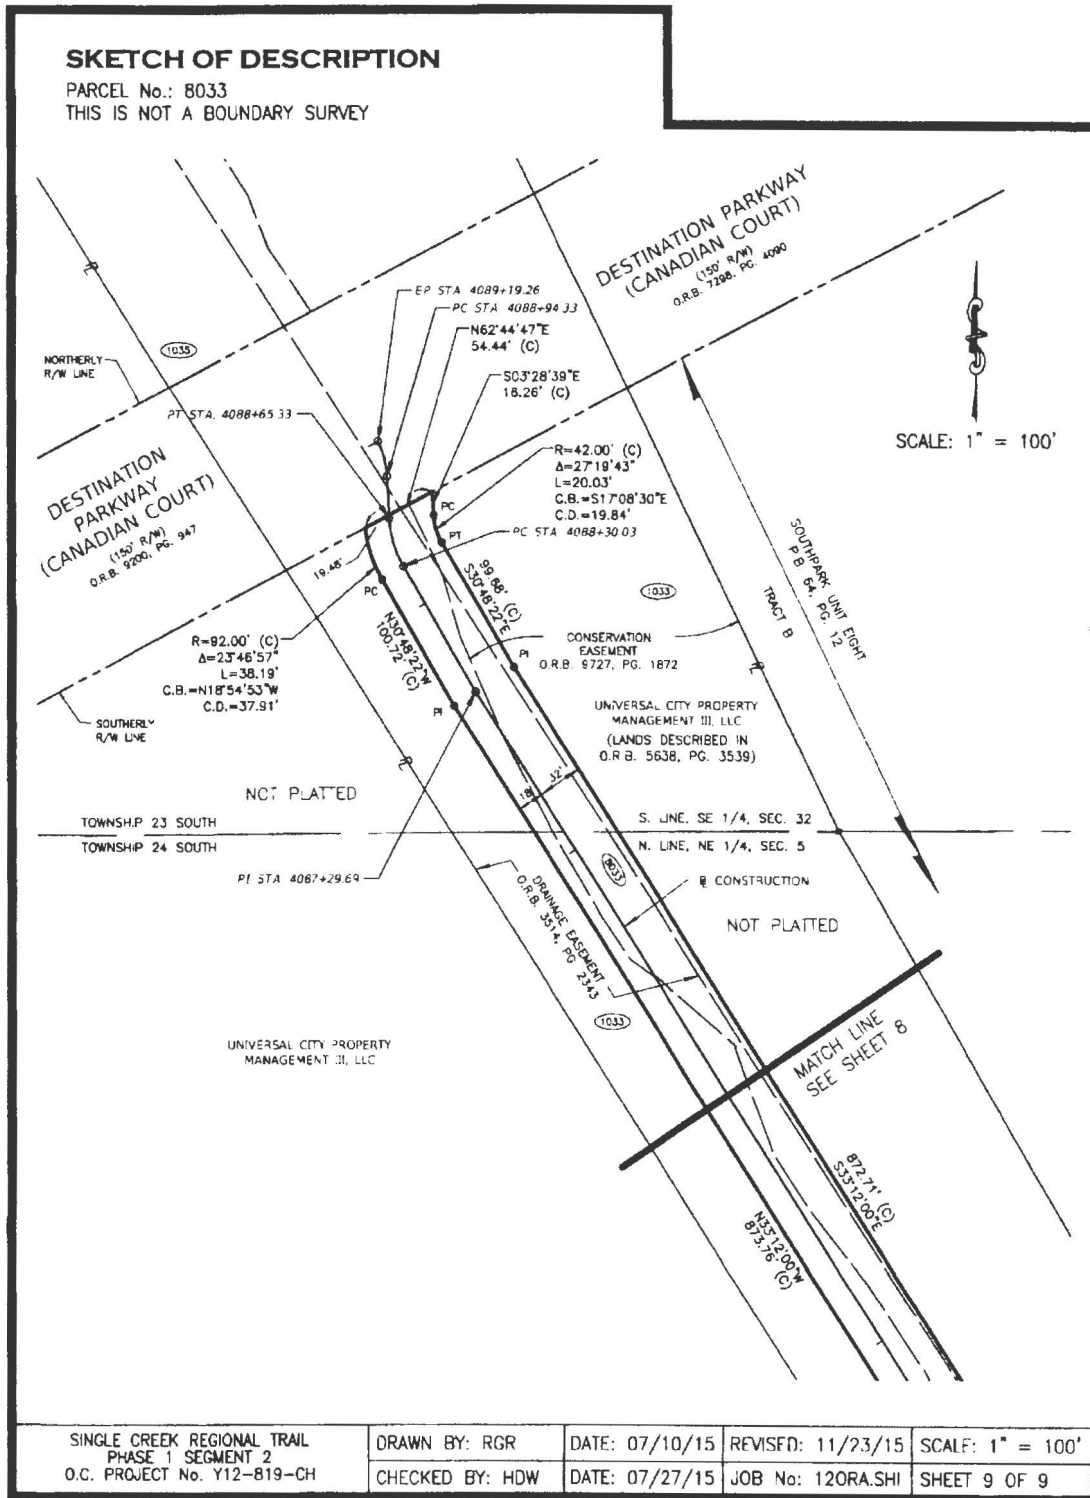 SKETCH OF DESCRIPTION
PARCEL No.: 8033
THIS IS NOT A BOUNDARY SURVEY
DESTINATION PARKWAY
(CANADIAN COURT)
(150' R/W)
O.R.B. 7298, PG. 4090
EP STA 4089+19.26
PC STA 4088+94 33
N62°44'47"E
54.44' (C)
S03°28'39"E
18.26' (C)
1035
NORTHERLY
R/W LINE
PT STA. 4088+65 33
SCALE: 1" = 100'
R=42.00' (C)
Δ=27°19'43"
L=20.03'
C.B.=S17°08'30"E
C.D.=19.84'
PC STA 4088+30.03
DESTINATION
PARKWAY
(CANADIAN COURT)
(150' R/W)
O.R.B. 9200, PG. 947
PC
PT
19.48'
PC
99.68' (C)
S30°48'22"E
SOUTHPARK UNIT EIGHT
P.B 64, PG. 12
1033
TRACT B
R=92.00' (C)
Δ=23°46'57"
L=38.19'
C.B.=N18°54'53"W
C.D.=37.91'
N30°48'22"W
100.72' (C)
CONSERVATION
EASEMENT
O.R.B. 9727, PG. 1872
PI
PI
SOUTHERLY
R/W LINE
UNIVERSAL CITY PROPERTY
MANAGEMENT III, LLC
(LANDS DESCRIBED IN
O.R B. 5638, PG. 3539)
NOT PLATTED
18'
32'
TOWNSH.P 23 SOUTH
TOWNSHIP 24 SOUTH
S. LINE, SE 1/4, SEC. 32
N. LINE, NE 1/4, SEC. 5
PI STA 4087+29.69
8033
℄ CONSTRUCTION
DRAINAGE EASEMENT
O.R.B. 3514, PG 2343
NOT PLATTED
1033
UNIVERSAL CITY PROPERTY
MANAGEMENT III, LLC
MATCH LINE
SEE SHEET 8
872.71' (C)
S33°12'00"E
N33°12'00"W
873.76' (C)
SINGLE CREEK REGIONAL TRAIL
PHASE 1 SEGMENT 2
O.C. PROJECT No. Y12-819-CH
DRAWN BY: RGR
DATE: 07/10/15
REVISED: 11/23/15
SCALE: 1" = 100'
CHECKED BY: HDW
DATE: 07/27/15
JOB No: 120RA.SHI
SHEET 9 OF 9